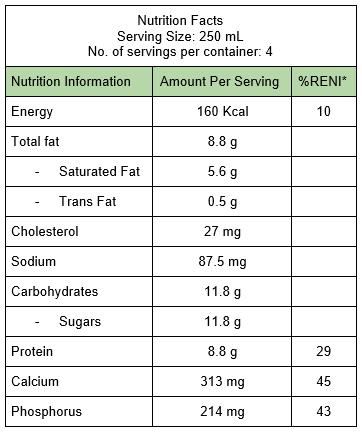 Nutrition Facts
Serving Size: 250 mL
No. of servings per container: 4
Nutrition Information Amount Per Serving %RENI*
Energy 160 Kcal 10
Total fat 8.8 g
- Saturated Fat 5.6 g
- Trans Fat 0.5 g
Cholesterol 27 mg
Sodium 87.5 mg
Carbohydrates 11.8 g
- Sugars 11.8 g
Protein 8.8 g 29
Calcium 313 mg 45
Phosphorus 214 mg 43